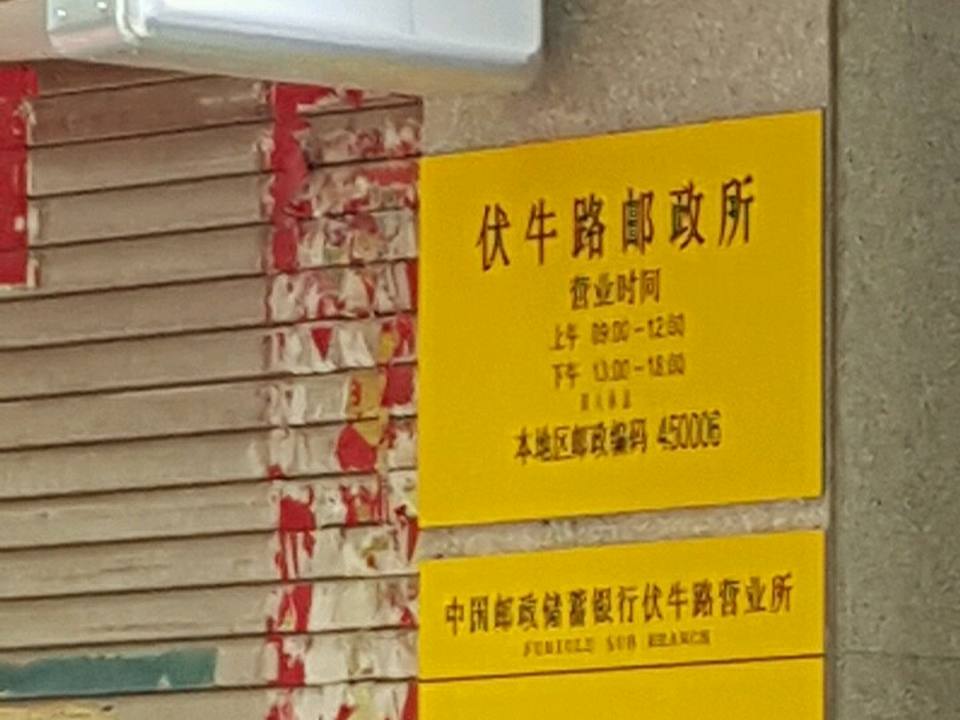 伏牛路邮政所
营业时间
上午 09:00-12:00
下午 13:00-18:00
本地区邮政编码 450006
中国邮政储蓄银行伏牛路营业所
FUNIULU SUB BRANCH